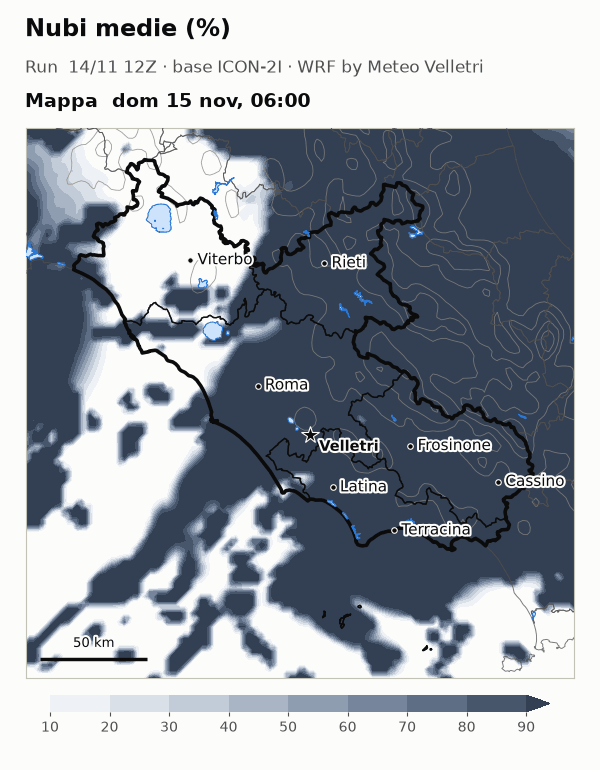 Nubi medie (%)
Run 14/11 12Z · base ICON-2I · WRF by Meteo Velletri
Mappa dom 15 nov, 06:00
Viterbo
Rieti
Roma
Velletri
Frosinone
Latina
Cassino
Terracina
50 km
10 20 30 40 50 60 70 80 90